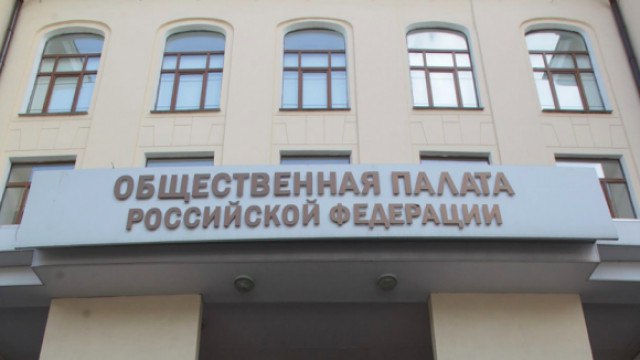 ОБЩЕСТВЕННАЯ ПАЛАТА
РОССИЙСКОЙ ФЕДЕРАЦИИ